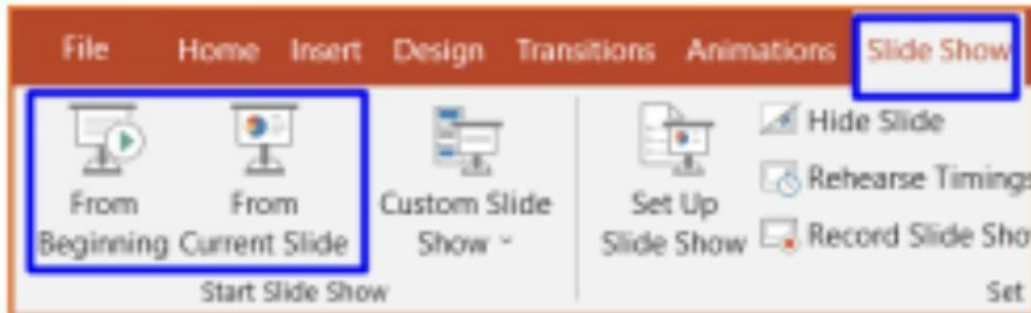 File Home Insert Design Transitions Animations Slide Show
From Beginning
From Current Slide
Custom Slide Show
Set Up Slide Show
Hide Slide
Rehearse Timings
Record Slide Sho
Start Slide Show
Set